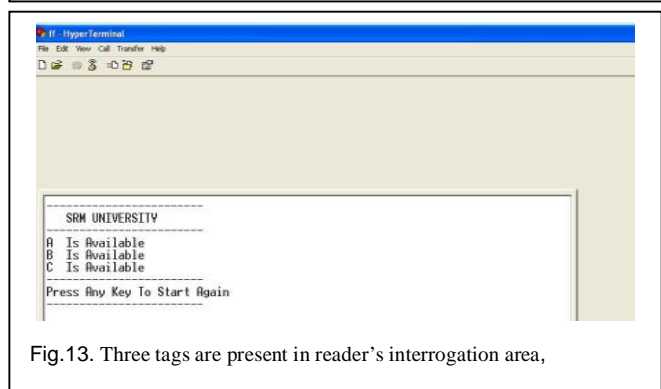 ff - HyperTerminal
File Edit View Call Transfer Help
SRM UNIVERSITY
A Is Available
B Is Available
C Is Available
Press Any Key To Start Again
Fig.13. Three tags are present in reader's interrogation area,